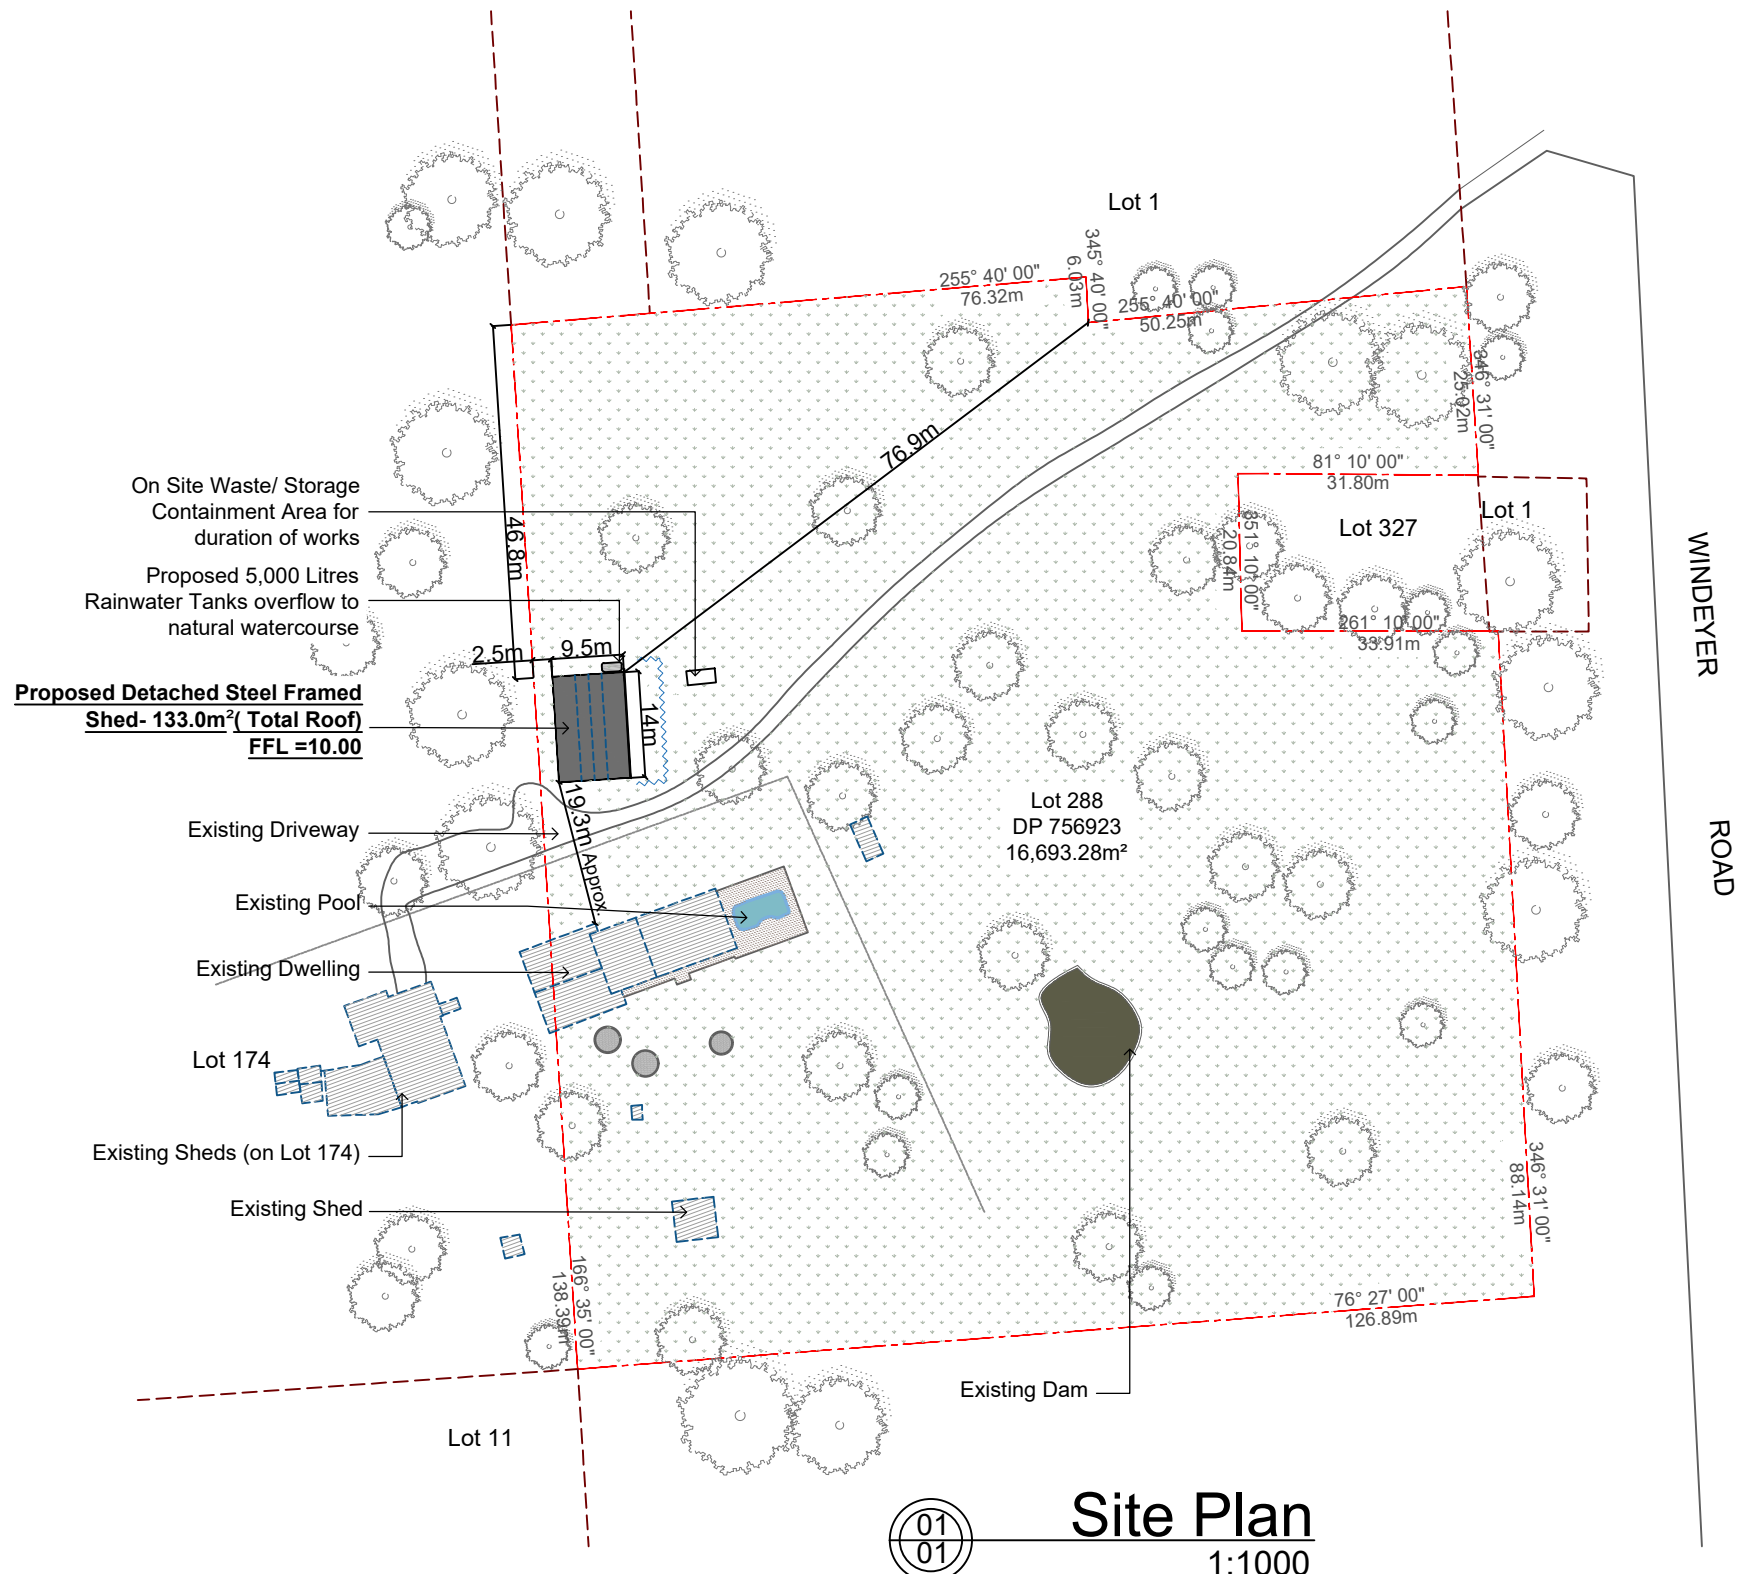 Lot 1
255° 40' 00"
76.32m
345° 40' 00"
6.03m
255° 40' 00"
50.25m
346° 31' 00"
25.02m
76.9m
46.8m
On Site Waste/ Storage
Containment Area for
duration of works
Proposed 5,000 Litres
Rainwater Tanks overflow to
natural watercourse
2.5m
9.5m
14m
Proposed Detached Steel Framed
Shed- 133.0m²( Total Roof)
FFL =10.00
81° 10' 00"
31.80m
Lot 327
Lot 1
351° 10' 00"
20.84m
261° 10' 00"
33.91m
WINDEYER
ROAD
Existing Driveway
19.3m Approx
Lot 288
DP 756923
16,693.28m²
Existing Pool
Existing Dwelling
Lot 174
Existing Sheds (on Lot 174)
Existing Shed
346° 31' 00"
88.14m
166° 35' 00"
138.39m
76° 27' 00"
126.89m
Existing Dam
Lot 11
01
01
Site Plan
1:1000